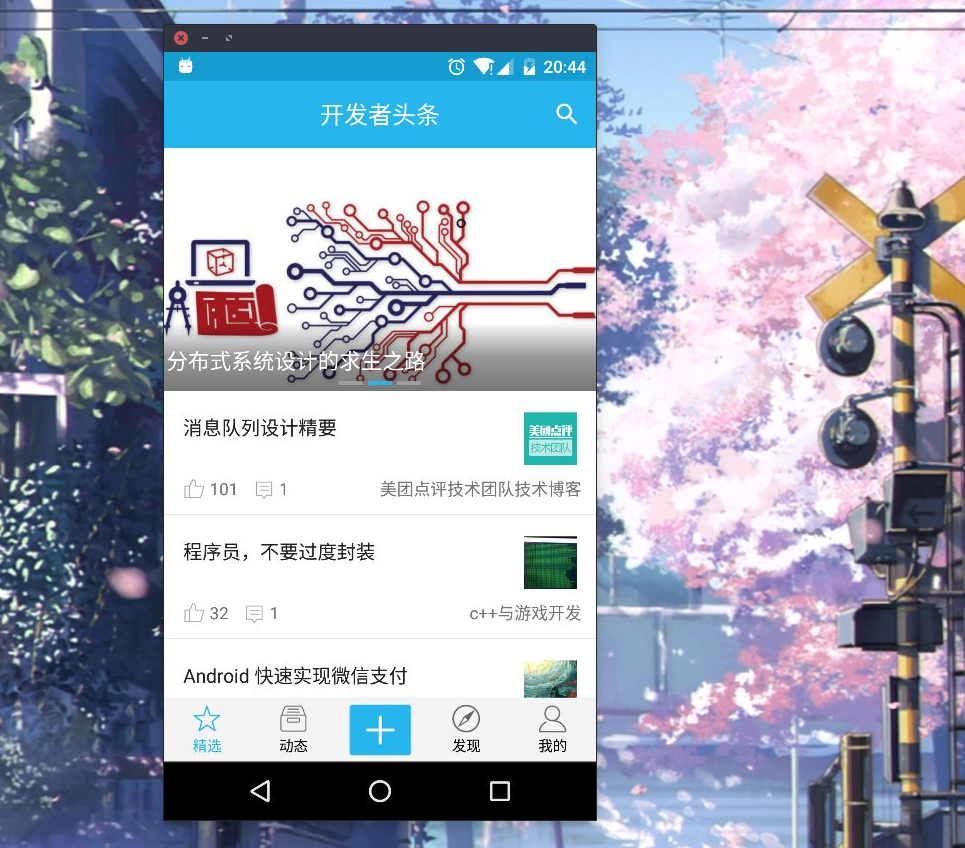 20:44
开发者头条
分布式系统设计的求生之路
消息队列设计精要
美团点评
技术团队
101
1
美团点评技术团队技术博客
程序员，不要过度封装
32
1
c++与游戏开发
Android 快速实现微信支付
精选
动态
发现
我的